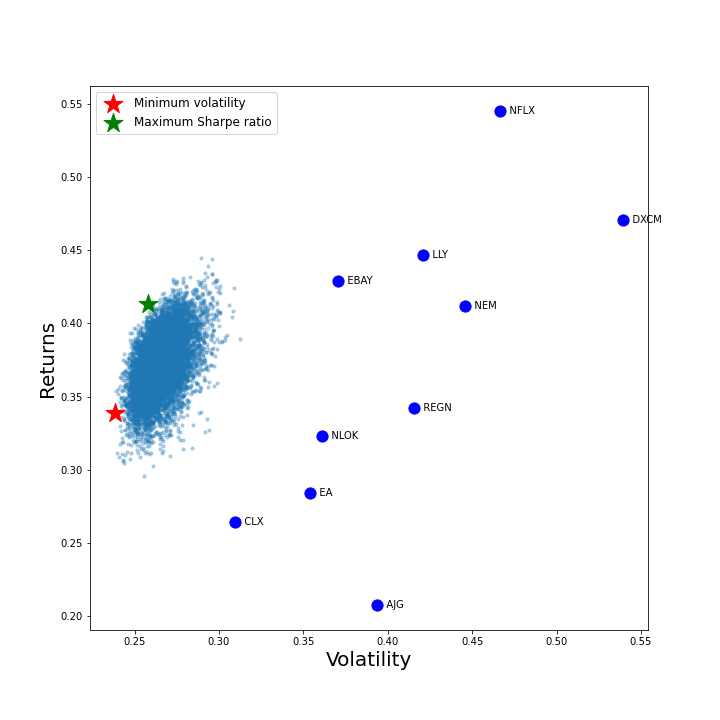 Minimum volatility
Maximum Sharpe ratio
0.55
0.50
0.45
0.40
0.35
0.30
0.25
0.20
Returns
NFLX
DXCM
LLY
EBAY
NEM
REGN
NLOK
EA
CLX
AJG
0.25 0.30 0.35 0.40 0.45 0.50 0.55
Volatility